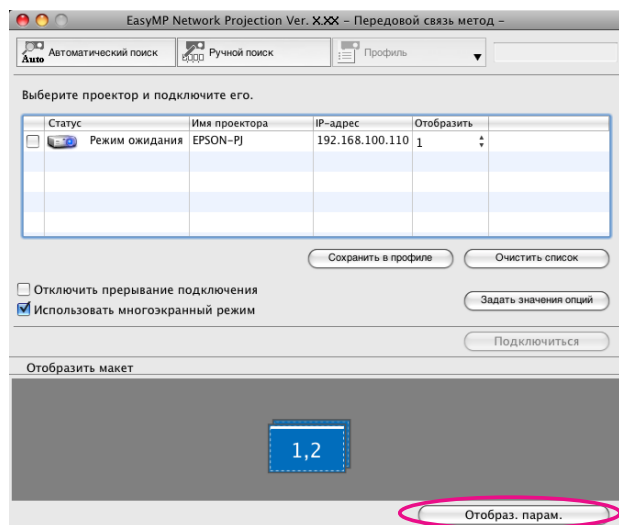 EasyMP Network Projection Ver. X.XX – Передовой связь метод –
Auto Автоматический поиск Ручной поиск Профиль
Выберите проектор и подключите его.
Статус Имя проектора IP-адрес Отобразить
Режим ожидания EPSON-PJ 192.168.100.110 1
Сохранить в профиле Очистить список
Отключить прерывание подключения
Использовать многоэкранный режим
Задать значения опций
Подключиться
Отобразить макет
1,2
Отобраз. парам.